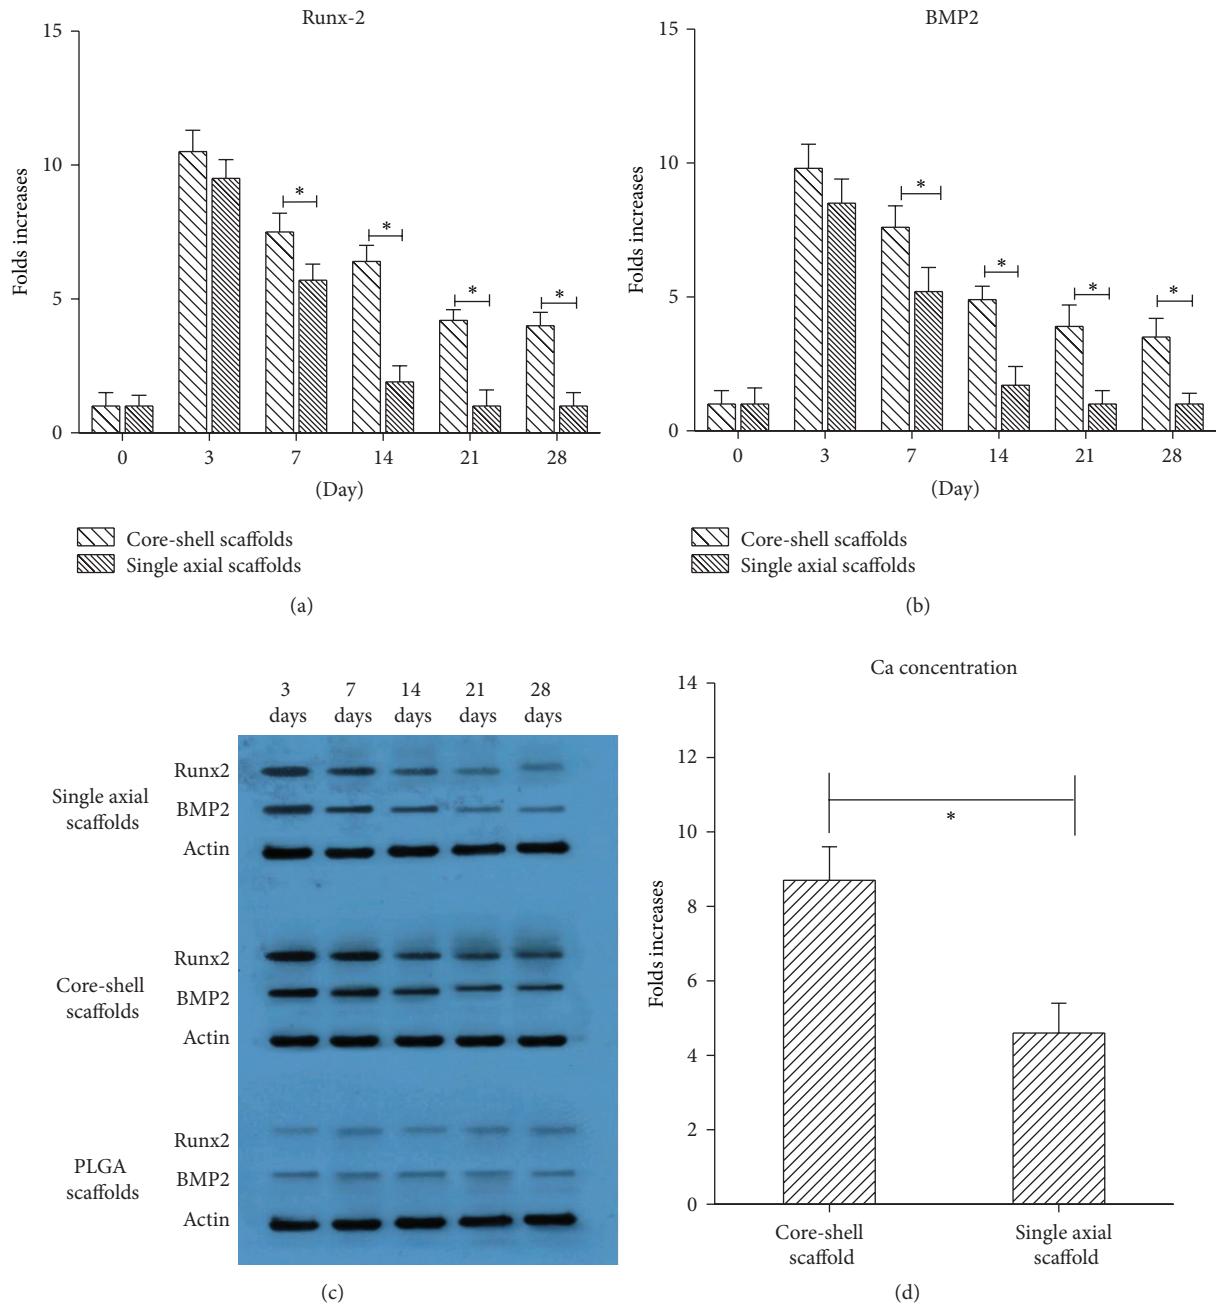 Runx-2
15
10
5
0
Folds increases
*
*
*
*
0 3 7 14 21 28
(Day)
Core-shell scaffolds
Single axial scaffolds
(a)
BMP2
15
10
5
0
Folds increases
*
*
*
*
0 3 7 14 21 28
(Day)
Core-shell scaffolds
Single axial scaffolds
(b)
3 7 14 21 28
days days days days days
Single axial
scaffolds
Runx2
BMP2
Actin
Core-shell
scaffolds
Runx2
BMP2
Actin
PLGA
scaffolds
Runx2
BMP2
Actin
(c)
Ca concentration
14
12
10
8
6
4
2
0
Folds increases
*
Core-shell
scaffold
Single axial
scaffold
(d)